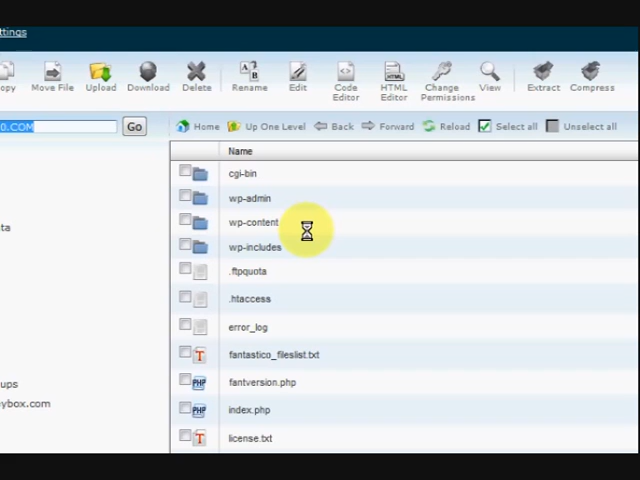 ttings
opy Move File Upload Download Delete Rename Edit Code Editor HTML Editor Change Permissions View Extract Compress
0.COM Go Home Up One Level Back Forward Reload Select all Unselect all
Name
cgi-bin
wp-admin
wp-content
ta
wp-includes
.ftpquota
.htaccess
error_log
fantastico_fileslist.txt
ups
fantversion.php
ybox.com
index.php
license.txt